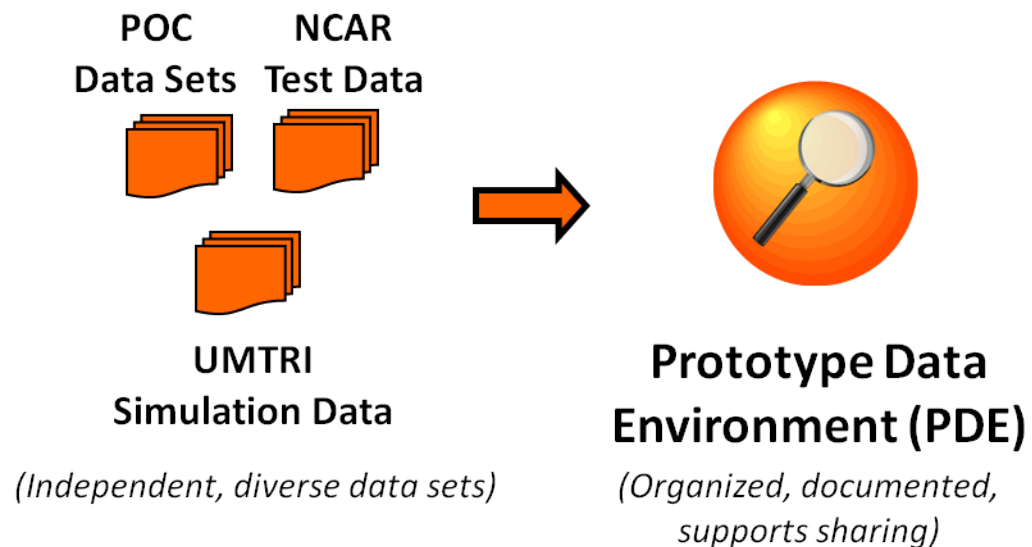 POC
Data Sets
NCAR
Test Data
UMTRI
Simulation Data
(Independent, diverse data sets)
Prototype Data
Environment (PDE)
(Organized, documented,
supports sharing)